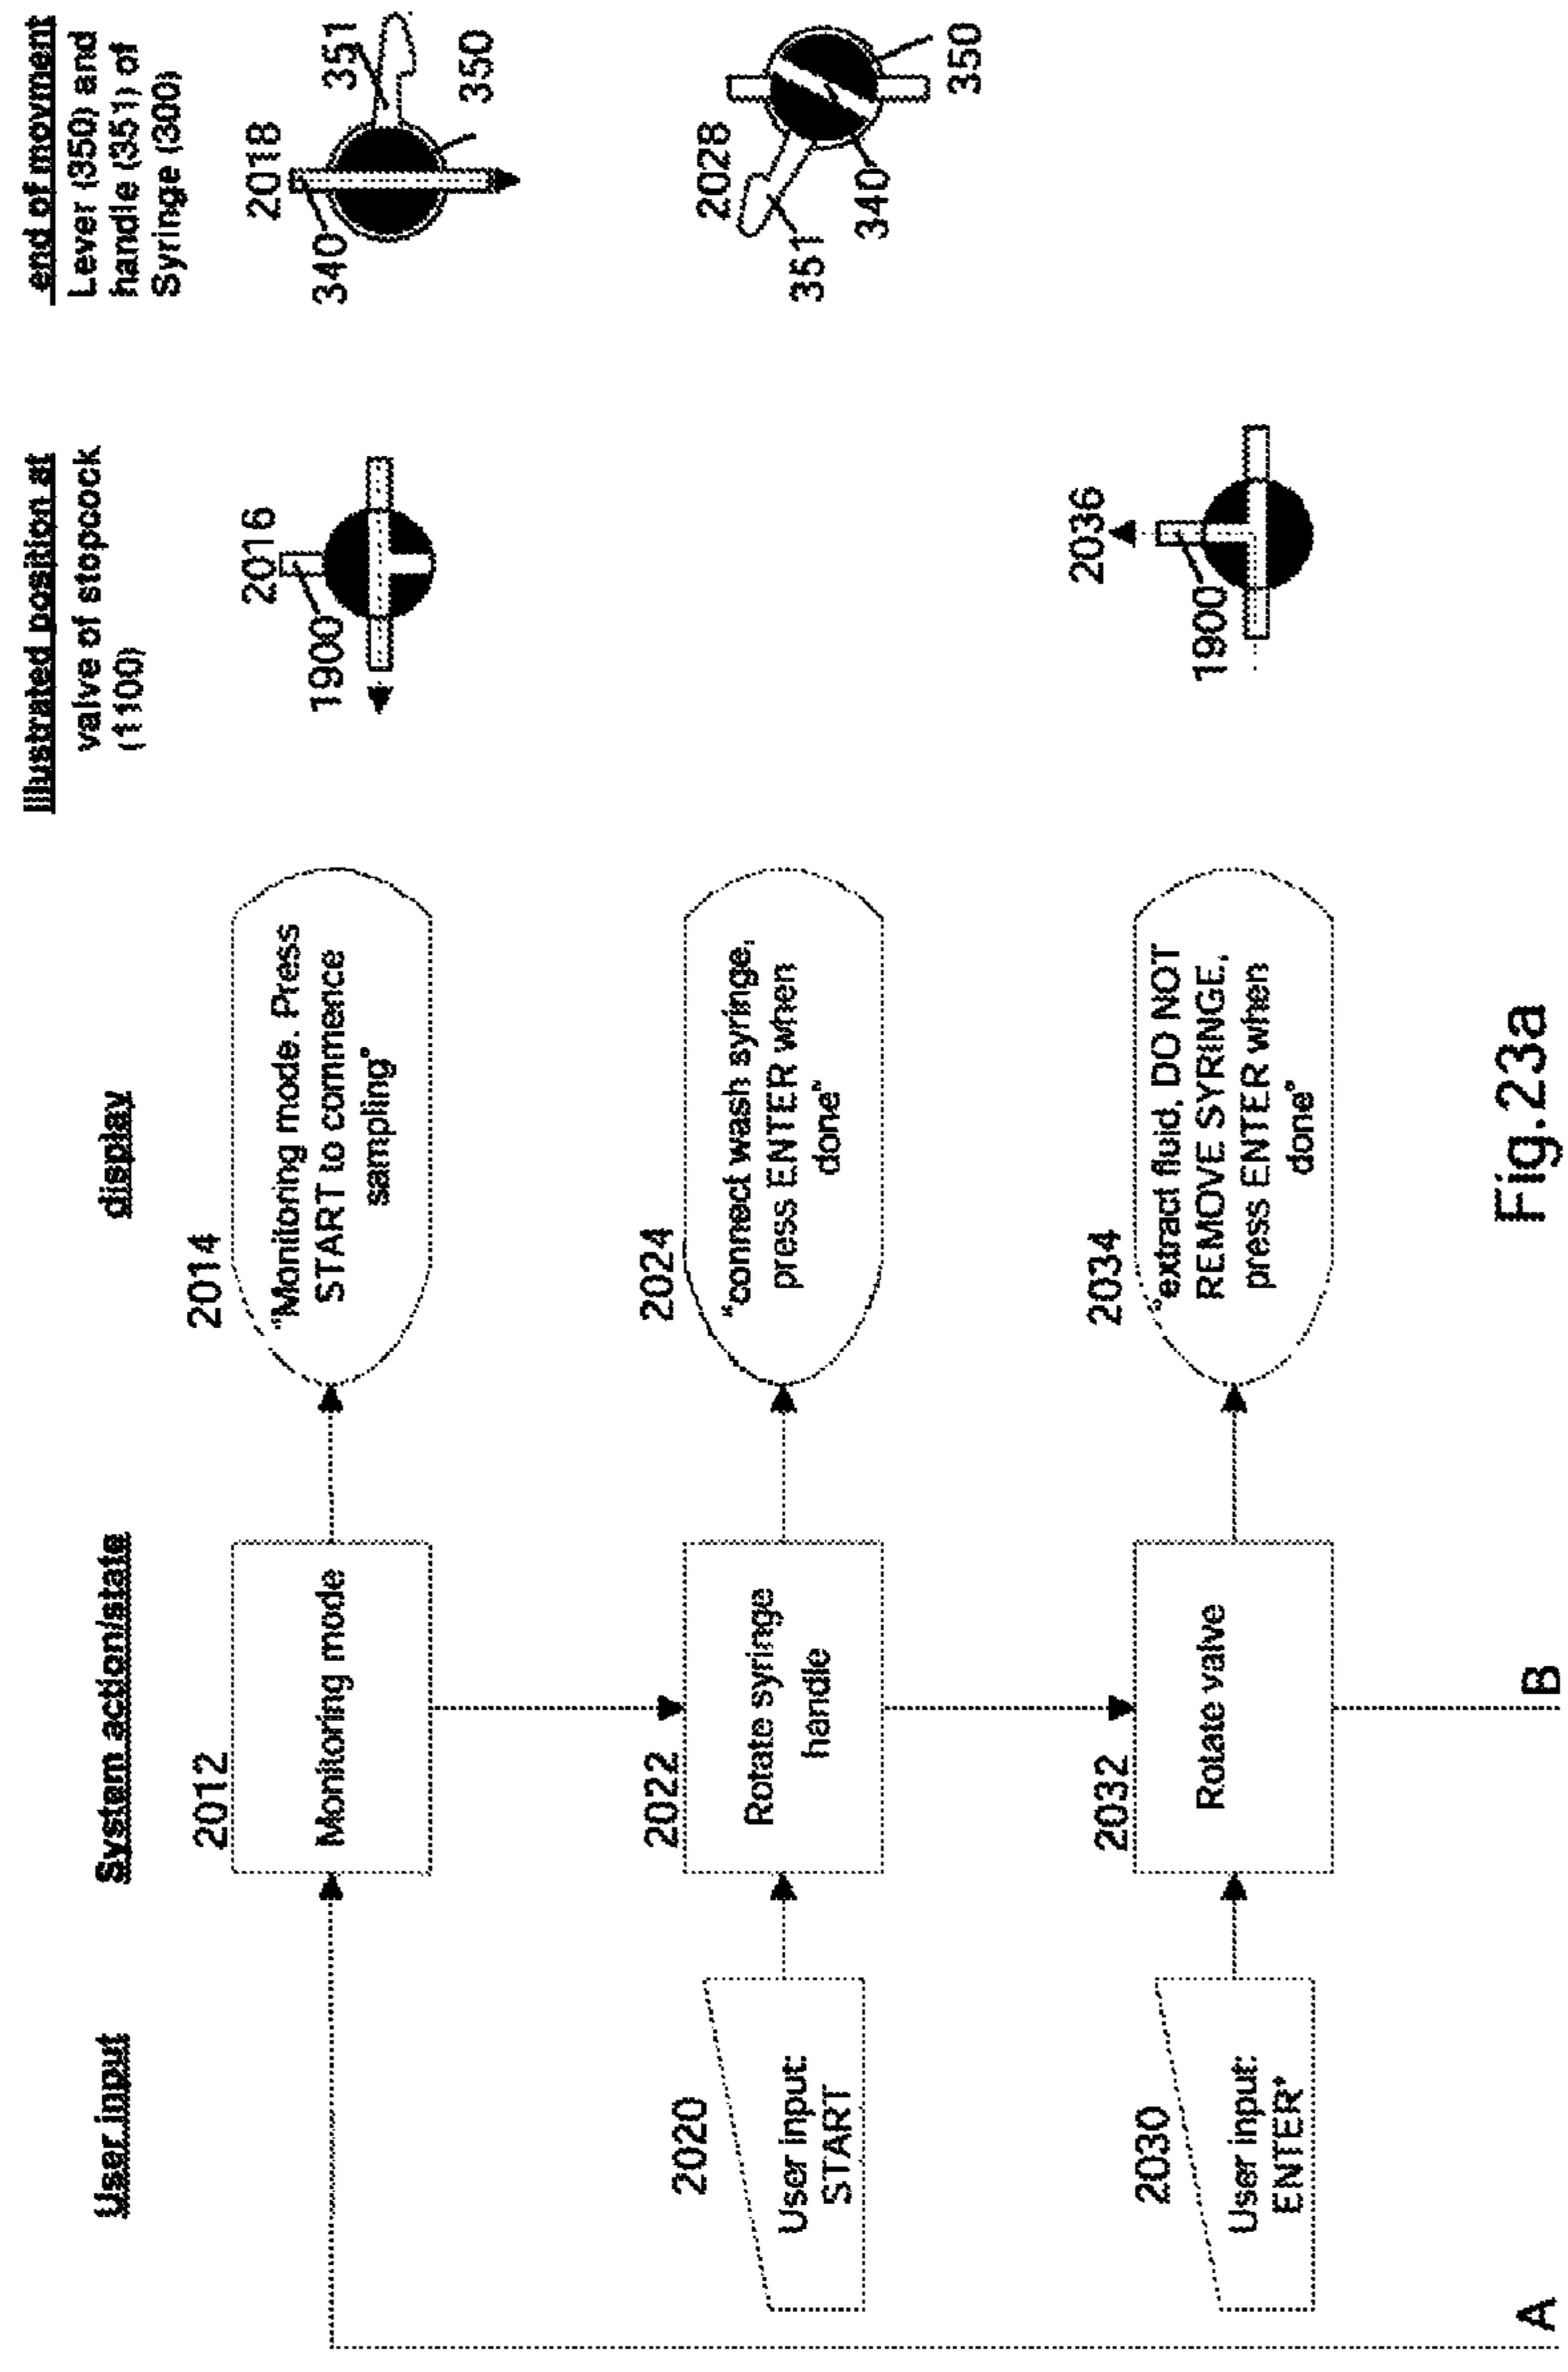 User input
System action/state
display
Illustrated position at
end of movment
valve of stopcock
(1100)
Lever (350) and
handle (351) of
Syringe (300)
2012
Monitoring mode
2014
"Monitoring mode. Press
START to commence
sampling"
2016
1900
2018
340
351
350
2020
User input:
START
2022
Rotate syringe
handle
2024
"connect wash syringe,
press ENTER when
done"
2028
351
340
350
2030
User input:
ENTER"
2032
Rotate valve
2034
"extract fluid, DO NOT
REMOVE SYRINGE,
press ENTER when
done"
2036
1900
A
B
Fig.23a